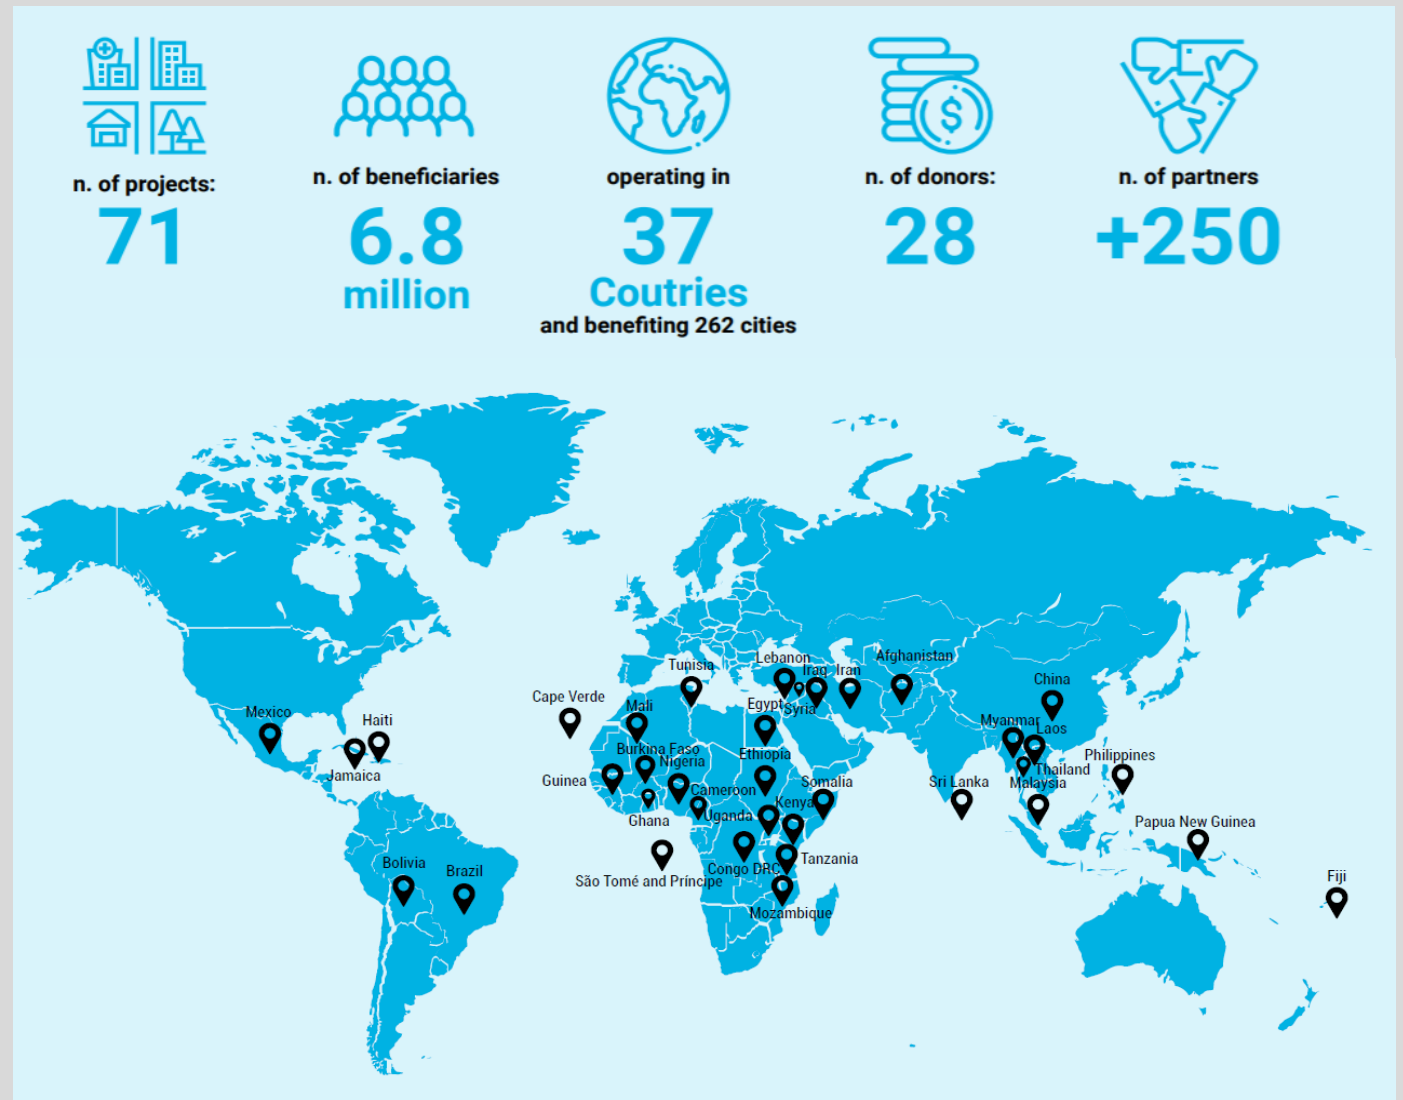 n. of projects:
71
n. of beneficiaries
6.8
million
operating in
37
Coutries
and benefiting 262 cities
n. of donors:
28
n. of partners
+250
$
Mexico
Haiti
Jamaica
Bolivia
Brazil
Cape Verde
Tunisia
Mali
Burkina Faso
Nigeria
Guinea
Ghana
Cameroon
São Tomé and Príncipe
Lebanon
Iraq
Iran
Syria
Egypt
Ethiopia
Somalia
Kenya
Uganda
Congo DRC
Tanzania
Mozambique
Afghanistan
China
Myanmar
Laos
Thailand
Malaysia
Philippines
Sri Lanka
Papua New Guinea
Fiji